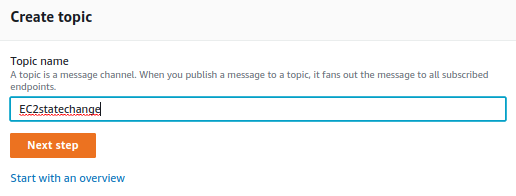 Create topic
Topic name
A topic is a message channel. When you publish a message to a topic, it fans out the message to all subscribed
endpoints.
EC2statechange
Next step
Start with an overview